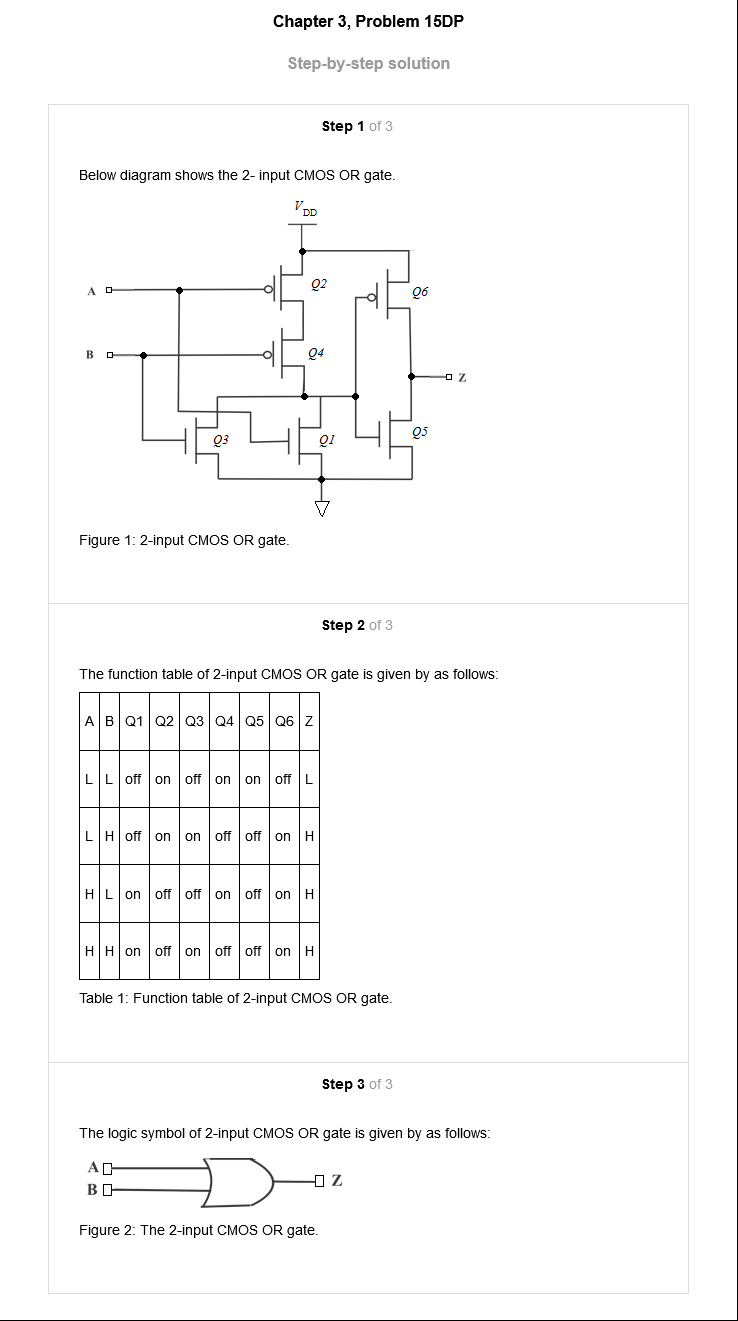 Chapter 3, Problem 15DP
Step-by-step solution
Step 1 of 3
Below diagram shows the 2- input CMOS OR gate.
V DD
A
Q2
Q6
B
Q4
Z
Q3
Q1
Q5
Figure 1: 2-input CMOS OR gate.
Step 2 of 3
The function table of 2-input CMOS OR gate is given by as follows:
A B Q1 Q2 Q3 Q4 Q5 Q6 Z
L L off on off on on off L
L H off on on off off on H
H L on off off on off on H
H H on off on off off on H
Table 1: Function table of 2-input CMOS OR gate.
Step 3 of 3
The logic symbol of 2-input CMOS OR gate is given by as follows:
A
B
Z
Figure 2: The 2-input CMOS OR gate.